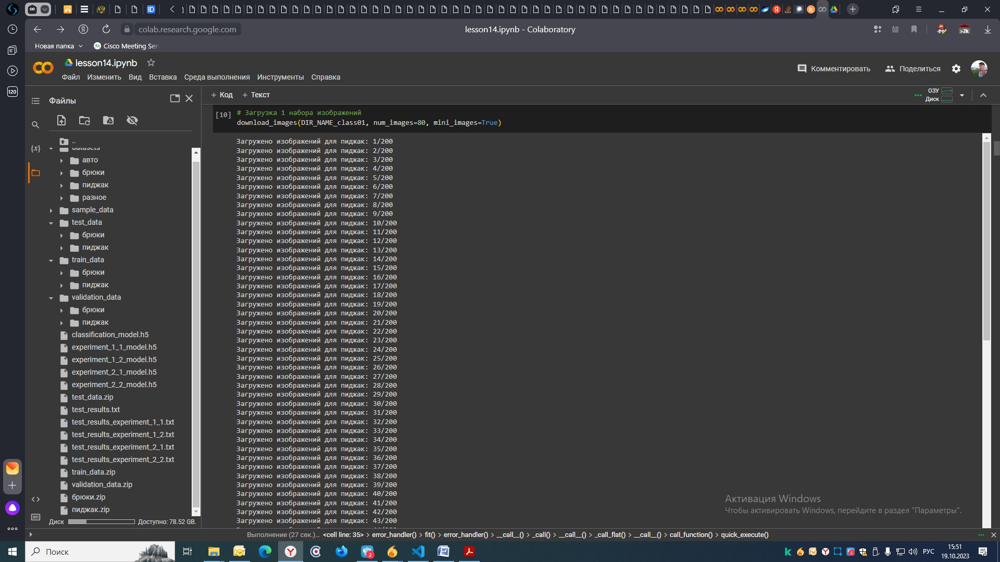 lesson14.ipynb - Colaboratory
colab.research.google.com
Новая папка
Cisco Meeting Ser
lesson14.ipynb
Файл Изменить Вид Вставка Среда выполнения Инструменты Справка
Комментировать
Поделиться
Файлы
+ Код + Текст
ОЗУ
Диск
[10] # Загрузка 1 набора изображений
download_images(DIR_NAME_class01, num_images=80, mini_images=True)
..
datasets
авто
брюки
пиджак
разное
sample_data
test_data
брюки
пиджак
train_data
брюки
пиджак
validation_data
брюки
пиджак
classification_model.h5
experiment_1_1_model.h5
experiment_1_2_model.h5
experiment_2_1_model.h5
experiment_2_2_model.h5
test_data.zip
test_results.txt
test_results_experiment_1_1.txt
test_results_experiment_1_2.txt
test_results_experiment_2_1.txt
test_results_experiment_2_2.txt
train_data.zip
validation_data.zip
брюки.zip
пиджак.zip
Диск
Доступно: 78.52 GB.
Загружено изображений для пиджак: 1/200
Загружено изображений для пиджак: 2/200
Загружено изображений для пиджак: 3/200
Загружено изображений для пиджак: 4/200
Загружено изображений для пиджак: 5/200
Загружено изображений для пиджак: 6/200
Загружено изображений для пиджак: 7/200
Загружено изображений для пиджак: 8/200
Загружено изображений для пиджак: 9/200
Загружено изображений для пиджак: 10/200
Загружено изображений для пиджак: 11/200
Загружено изображений для пиджак: 12/200
Загружено изображений для пиджак: 13/200
Загружено изображений для пиджак: 14/200
Загружено изображений для пиджак: 15/200
Загружено изображений для пиджак: 16/200
Загружено изображений для пиджак: 17/200
Загружено изображений для пиджак: 18/200
Загружено изображений для пиджак: 19/200
Загружено изображений для пиджак: 20/200
Загружено изображений для пиджак: 21/200
Загружено изображений для пиджак: 22/200
Загружено изображений для пиджак: 23/200
Загружено изображений для пиджак: 24/200
Загружено изображений для пиджак: 25/200
Загружено изображений для пиджак: 26/200
Загружено изображений для пиджак: 27/200
Загружено изображений для пиджак: 28/200
Загружено изображений для пиджак: 29/200
Загружено изображений для пиджак: 30/200
Загружено изображений для пиджак: 31/200
Загружено изображений для пиджак: 32/200
Загружено изображений для пиджак: 33/200
Загружено изображений для пиджак: 34/200
Загружено изображений для пиджак: 35/200
Загружено изображений для пиджак: 36/200
Загружено изображений для пиджак: 37/200
Загружено изображений для пиджак: 38/200
Загружено изображений для пиджак: 39/200
Загружено изображений для пиджак: 40/200
Загружено изображений для пиджак: 41/200
Загружено изображений для пиджак: 42/200
Загружено изображений для пиджак: 43/200
Активация Windows
Чтобы активировать Windows, перейдите в раздел "Параметры".
Выполнение (27 сек.)... <cell line: 35> > error_handler() > fit() > error_handler() > __call__() > _call() > __call__() > _call_flat() > __call__() > call_function() > quick_execute()
Поиск
РУС
15:51
19.10.2023